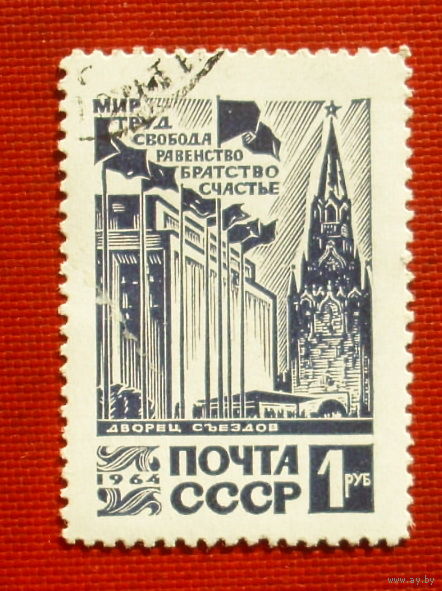 МИР
ТРУД
СВОБОДА
РАВЕНСТВО
БРАТСТВО
СЧАСТЬЕ
ДВОРЕЦ СЪЕЗДОВ
1964
ПОЧТА
СССР
1 РУБ
www.ay.by